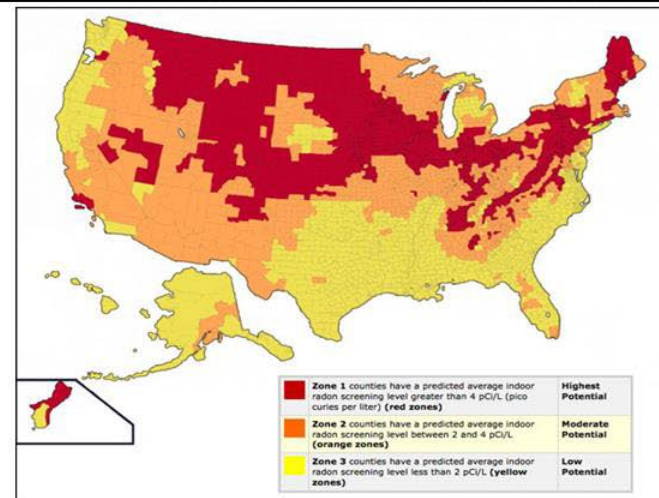 Zone 1 counties have a predicted average indoor
radon screening level greater than 4 pCi/L (pico
curies per liter) (red zones)
Highest
Potential
Zone 2 counties have a predicted average indoor
radon screening level between 2 and 4 pCi/L
(orange zones)
Moderate
Potential
Zone 3 counties have a predicted average indoor
radon screening level less than 2 pCi/L (yellow
zones)
Low
Potential